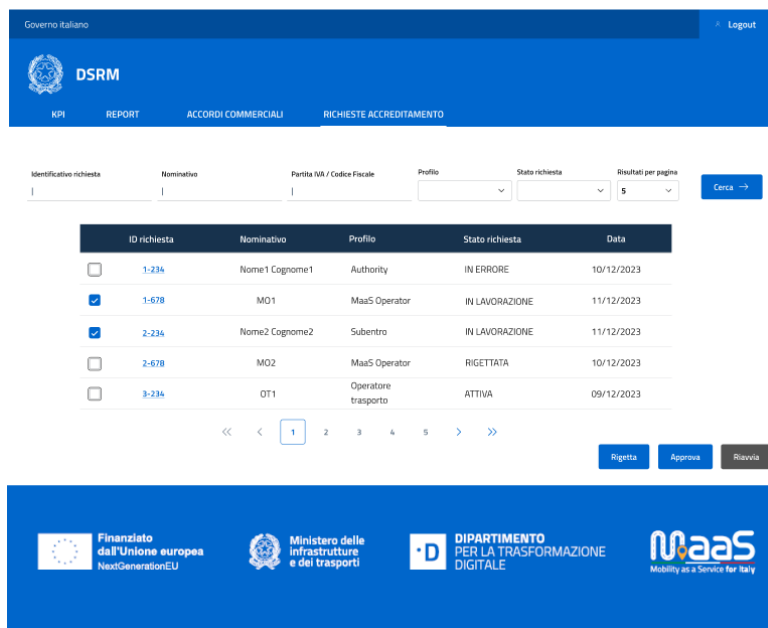 Governo italiano
Logout
DSRM
KPI REPORT ACCORDI COMMERCIALI RICHIESTE ACCREDITAMENTO
Identificativo richiesta Nominativo Partita IVA / Codice Fiscale Profilo Stato richiesta Risultati per pagina
5
Cerca →
ID richiesta Nominativo Profilo Stato richiesta Data
1-234 Nome1 Cognome1 Authority IN ERRORE 10/12/2023
1-678 MO1 MaaS Operator IN LAVORAZIONE 11/12/2023
2-234 Nome2 Cognome2 Subentro IN LAVORAZIONE 11/12/2023
2-678 MO2 MaaS Operator RIGETTATA 10/12/2023
3-234 OT1 Operatore trasporto ATTIVA 09/12/2023
1 2 3 4 5
Rigetta Approva Riavvia
Finanziato
dall'Unione europea
NextGenerationEU
Ministero delle
infrastrutture
e dei trasporti
·D
DIPARTIMENTO
PER LA TRASFORMAZIONE
DIGITALE
MaaS
Mobility as a Service for Italy